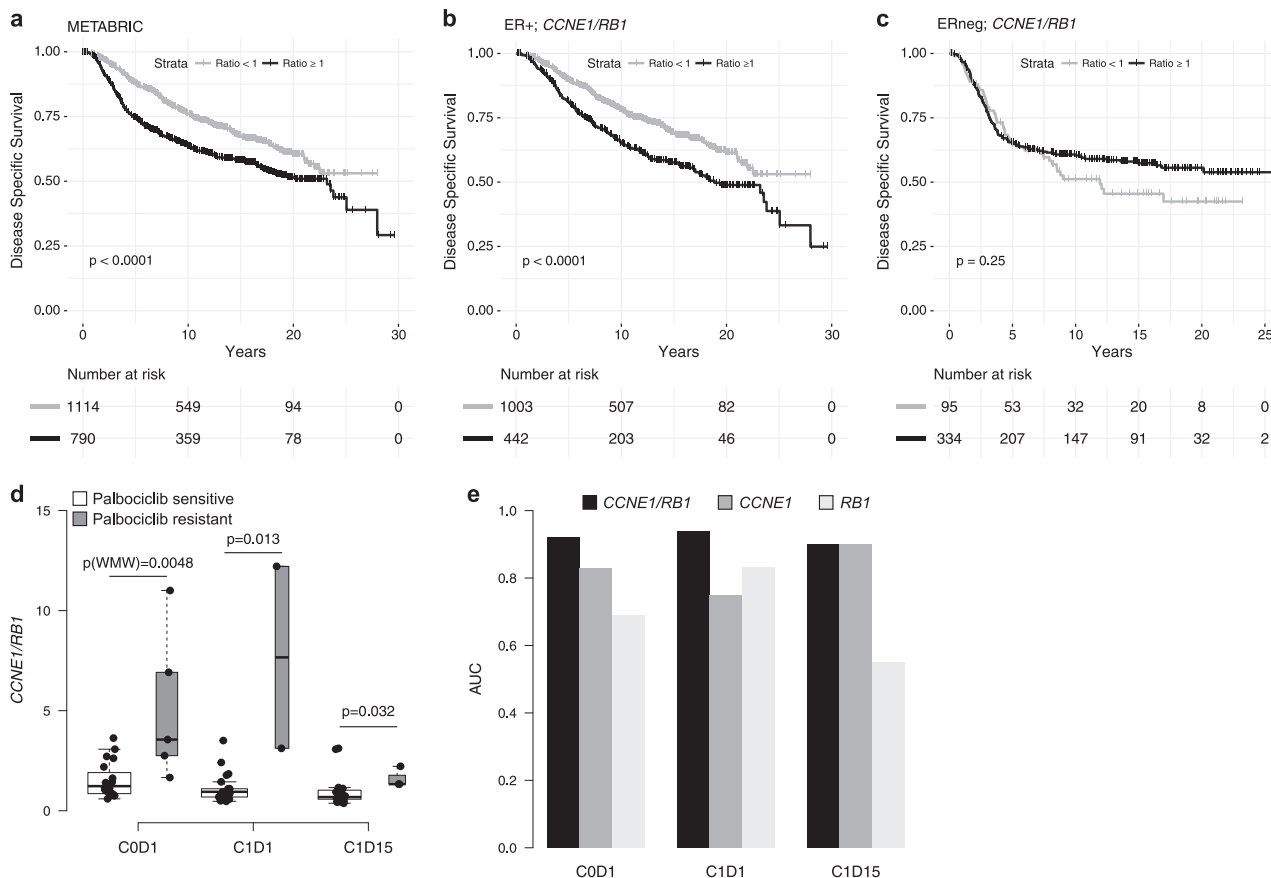 a
METABRIC
Strata Ratio < 1 Ratio ≥ 1
Disease Specific Survival
1.00
0.75
0.50
0.25
0.00
p < 0.0001
0 10 20 30
Years
Number at risk
1114 549 94 0
790 359 78 0
b
ER+; CCNE1/RB1
Strata Ratio < 1 Ratio ≥1
Disease Specific Survival
1.00
0.75
0.50
0.25
0.00
p < 0.0001
0 10 20 30
Years
Number at risk
1003 507 82 0
442 203 46 0
c
ERneg; CCNE1/RB1
Strata Ratio < 1 Ratio ≥ 1
Disease Specific Survival
1.00
0.75
0.50
0.25
0.00
p = 0.25
0 5 10 15 20 25
Years
Number at risk
95 53 32 20 8 0
334 207 147 91 32 2
d
Palbociclib sensitive
Palbociclib resistant
CCNE1/RB1
15
10
5
0
p(WMW)=0.0048
p=0.013
p=0.032
C0D1 C1D1 C1D15
e
CCNE1/RB1 CCNE1 RB1
AUC
1.0
0.8
0.6
0.4
0.2
0.0
C0D1 C1D1 C1D15